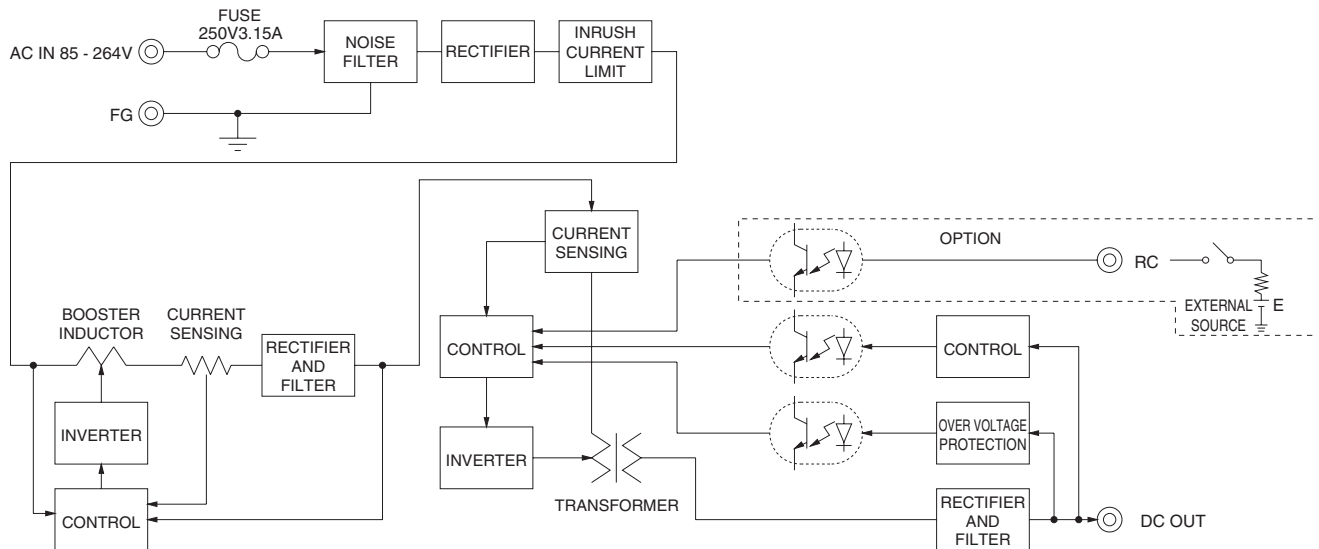 FUSE
250V3.15A
AC IN 85 - 264V
NOISE
FILTER
RECTIFIER
INRUSH
CURRENT
LIMIT
FG
CURRENT
SENSING
OPTION
RC
E
EXTERNAL
SOURCE
BOOSTER
INDUCTOR
CURRENT
SENSING
RECTIFIER
AND
FILTER
CONTROL
CONTROL
INVERTER
INVERTER
OVER VOLTAGE
PROTECTION
TRANSFORMER
CONTROL
RECTIFIER
AND
FILTER
DC OUT